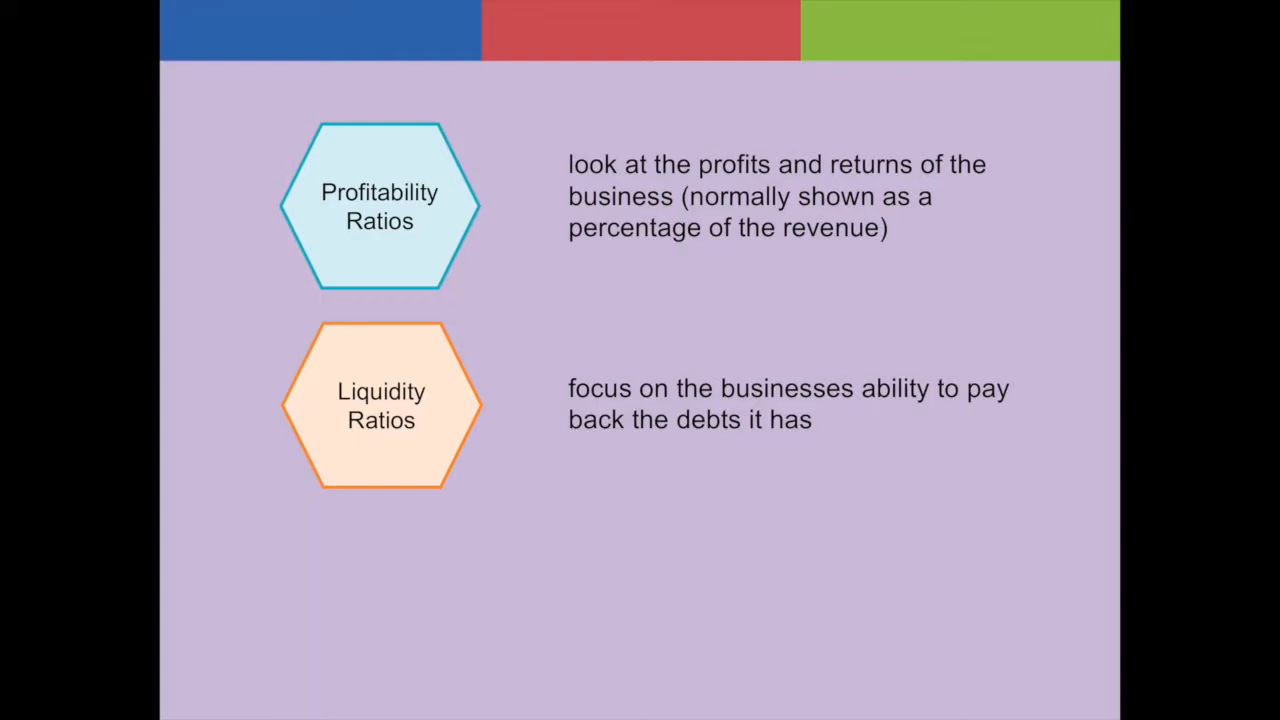 Profitability
Ratios
look at the profits and returns of the
business (normally shown as a
percentage of the revenue)
Liquidity
Ratios
focus on the businesses ability to pay
back the debts it has